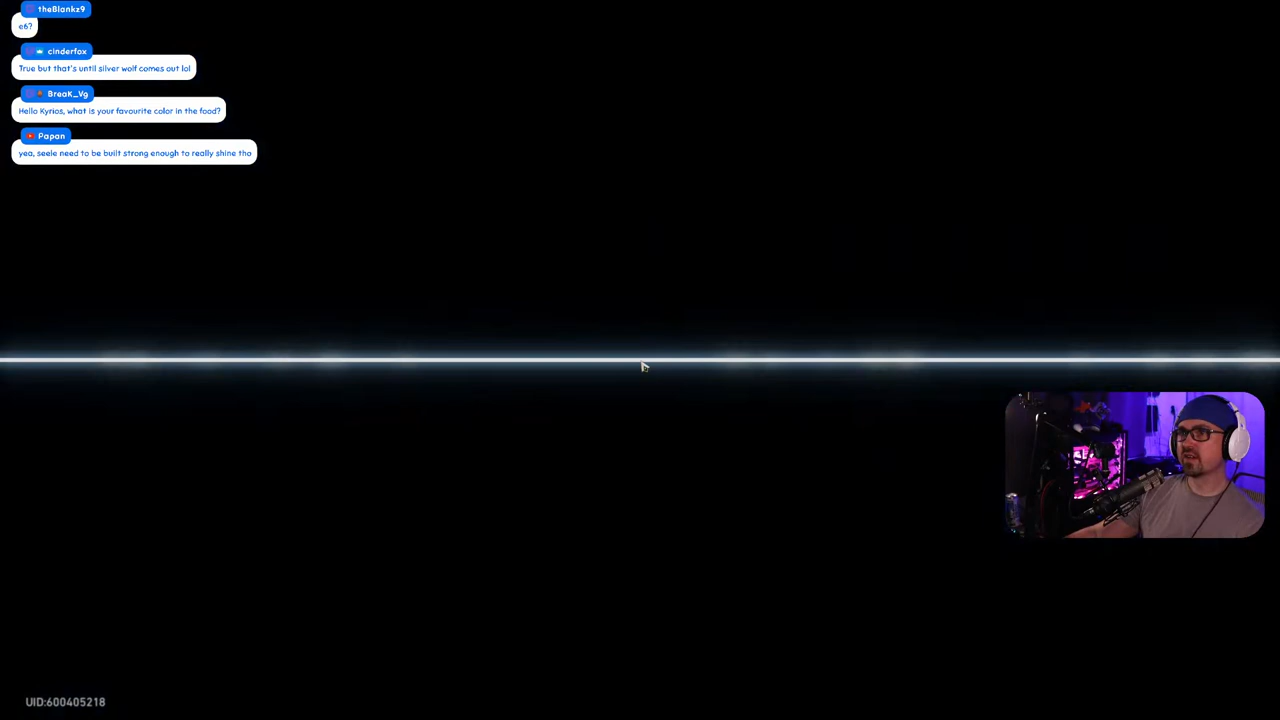 theBlankz9
e6?
cinderfox
True but that's until silver wolf comes out lol
BreaK_Vg
Hello Kyrios, what is your favourite color in the food?
Papan
yea, seele need to be built strong enough to really shine tho
UID:600405218